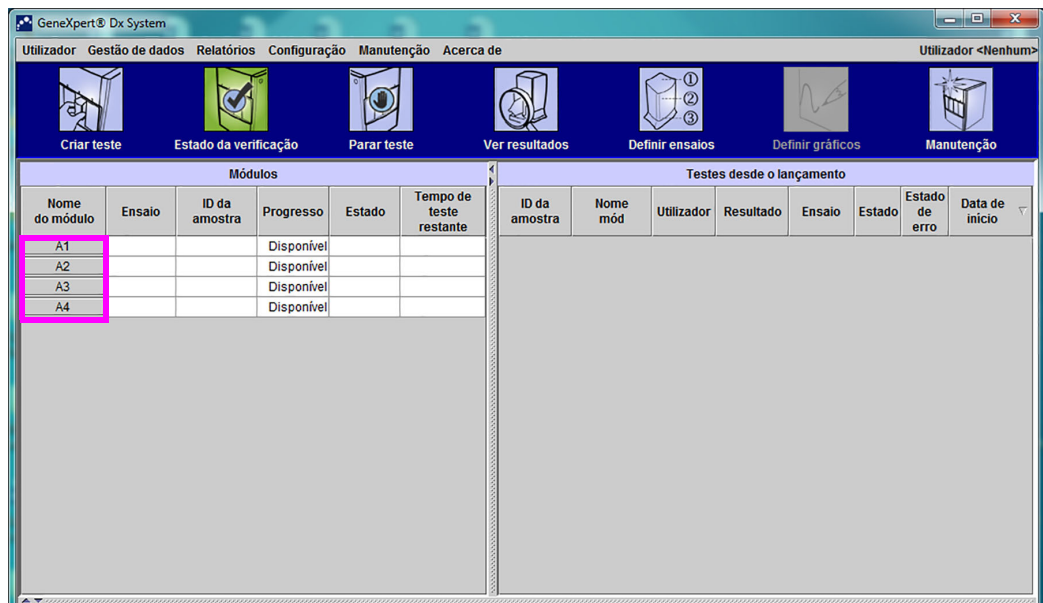 GeneXpert® Dx System
Utilizador Gestão de dados Relatórios Configuração Manutenção Acerca de Utilizador <Nenhum>
Criar teste Estado da verificação Parar teste Ver resultados Definir ensaios Definir gráficos Manutenção
① ② ③
Módulos
Nome do módulo Ensaio ID da amostra Progresso Estado Tempo de teste restante
A1 Disponível
A2 Disponível
A3 Disponível
A4 Disponível
Testes desde o lançamento
ID da amostra Nome mód Utilizador Resultado Ensaio Estado Estado de erro Data de início